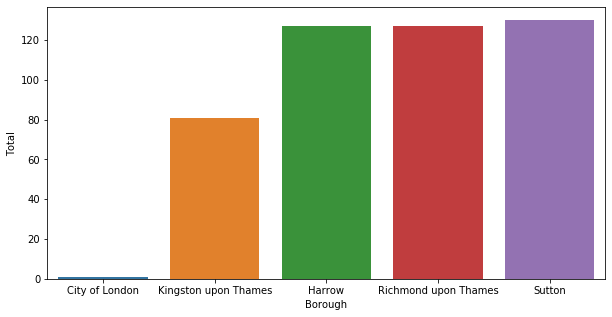 120
100
80
60
40
20
0
Total
City of London
Kingston upon Thames
Harrow
Richmond upon Thames
Sutton
Borough